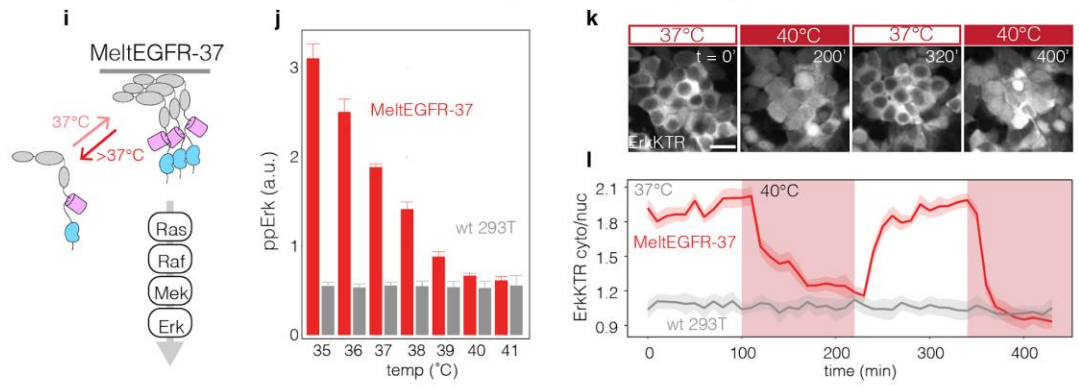 i
MeltEGFR-37
37°C
>37°C
Ras
Raf
Mek
Erk
j
3
2
1
0
ppErk (a.u.)
MeltEGFR-37
wt 293T
35 36 37 38 39 40 41
temp (˚C)
k
37°C 40°C 37°C 40°C
t = 0' 200' 320' 400'
ErkKTR
l
2.1
1.8
1.5
1.2
0.9
ErkKTR cyto/nuc
37°C 40°C
MeltEGFR-37
wt 293T
0 100 200 300 400
time (min)